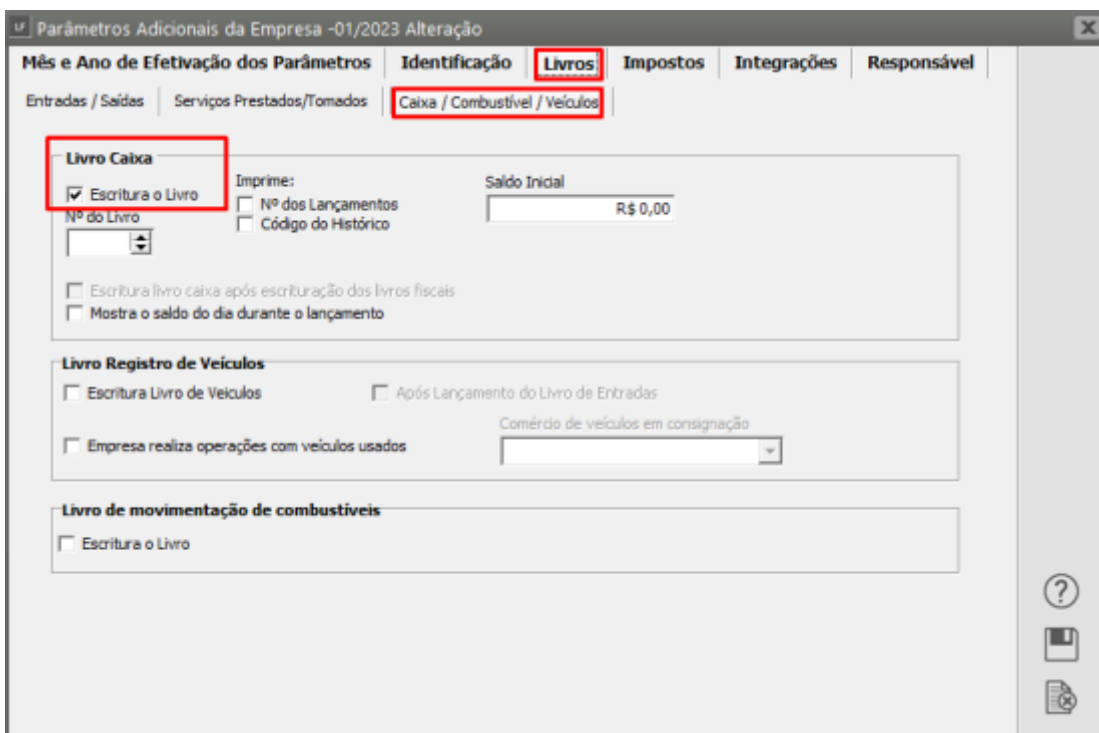 LF Parâmetros Adicionais da Empresa -01/2023 Alteração
Mês e Ano de Efetivação dos Parâmetros Identificação Livros Impostos Integrações Responsável
Entradas / Saídas Serviços Prestados/Tomados Caixa / Combustível / Veículos
Livro Caixa
Escritura o Livro Imprime: Saldo Inicial
Nº dos Lançamentos R$ 0,00
Nº do Livro Código do Histórico
Escritura livro caixa após escrituração dos livros fiscais
Mostra o saldo do dia durante o lançamento
Livro Registro de Veículos
Escritura Livro de Veiculos Após Lançamento do Livro de Entradas
Comércio de veículos em consignação
Empresa realiza operações com veículos usados
Livro de movimentação de combustíveis
Escritura o Livro